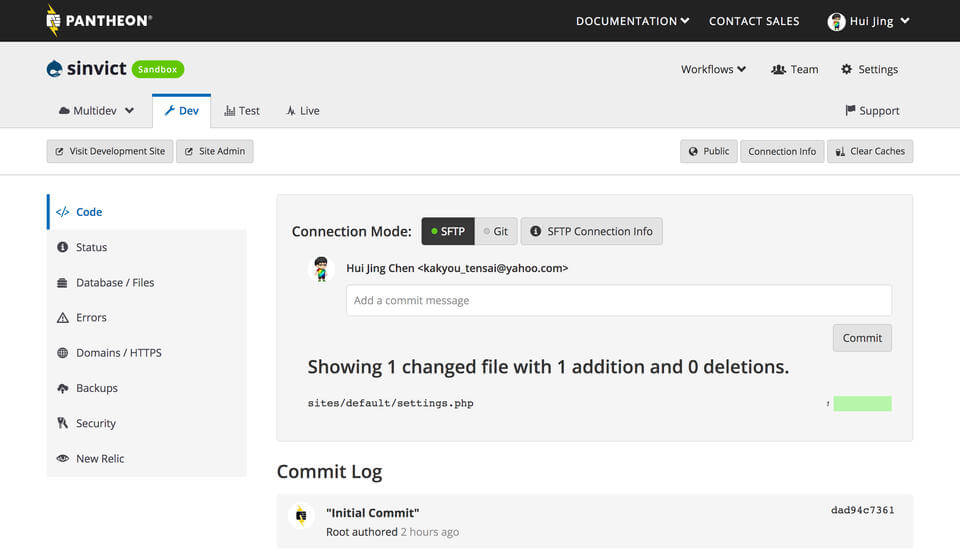 PANTHEON®
DOCUMENTATION CONTACT SALES Hui Jing
sinvict Sandbox
Workflows Team Settings
Multidev Dev Test Live Support
Visit Development Site Site Admin Public Connection Info Clear Caches
</> Code
Status
Database / Files
Errors
Domains / HTTPS
Backups
Security
New Relic
Connection Mode: SFTP Git SFTP Connection Info
Hui Jing Chen <kakyou_tensai@yahoo.com>
Add a commit message
Commit
Showing 1 changed file with 1 addition and 0 deletions.
sites/default/settings.php
Commit Log
"Initial Commit" dad94c7361
Root authored 2 hours ago